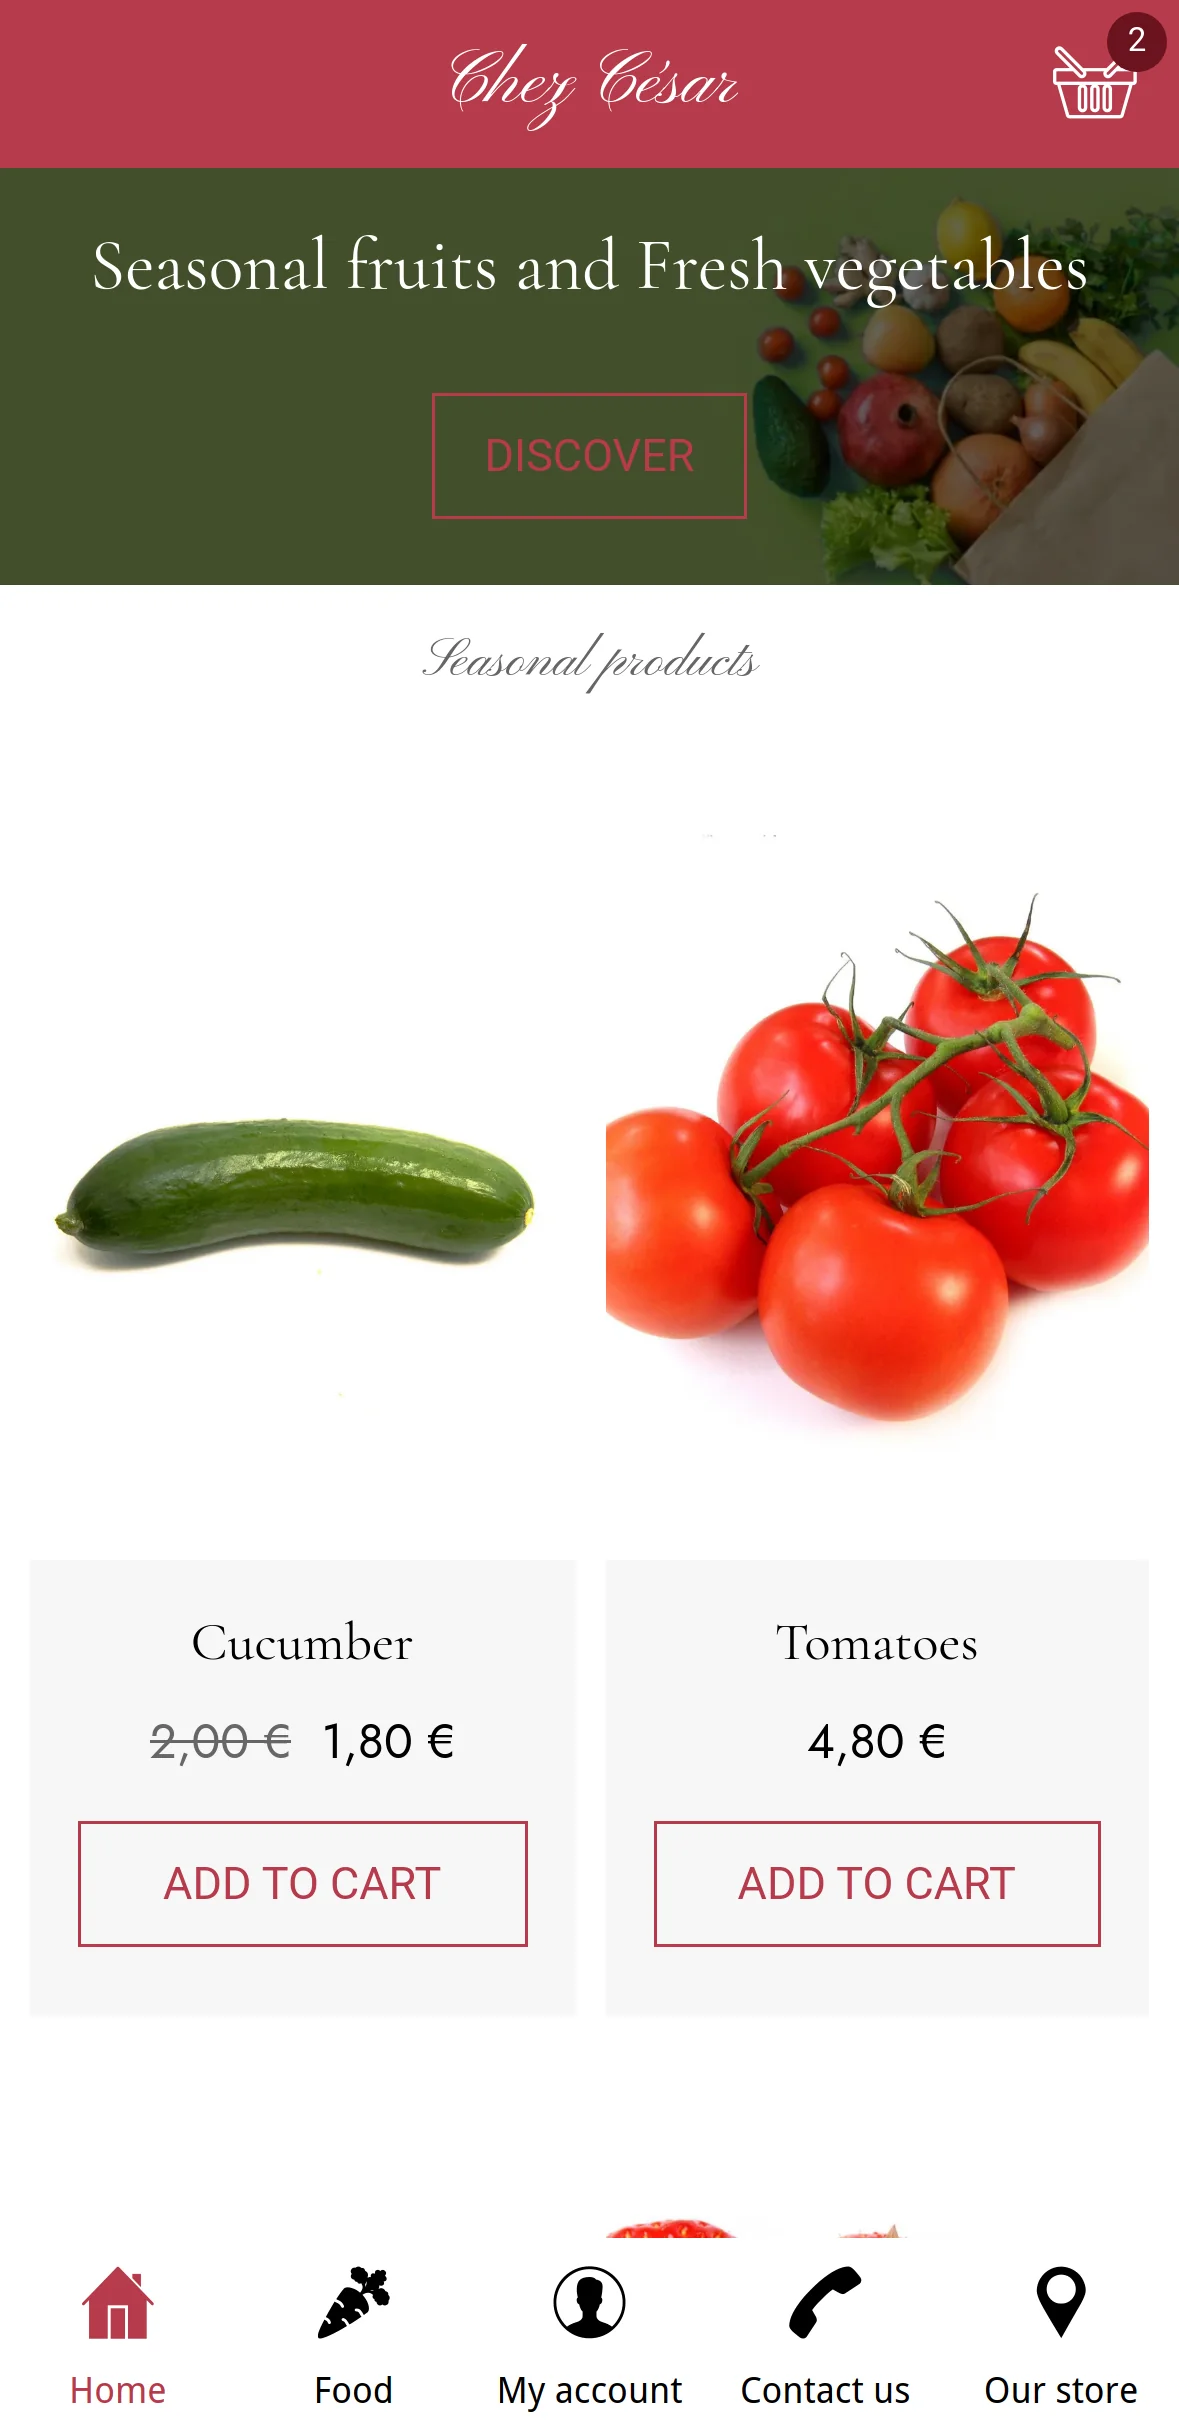 Chez César
2
Seasonal fruits and Fresh vegetables
DISCOVER
Seasonal products
Cucumber
2,00 € 1,80 €
ADD TO CART
Tomatoes
4,80 €
ADD TO CART
Home
Food
My account
Contact us
Our store